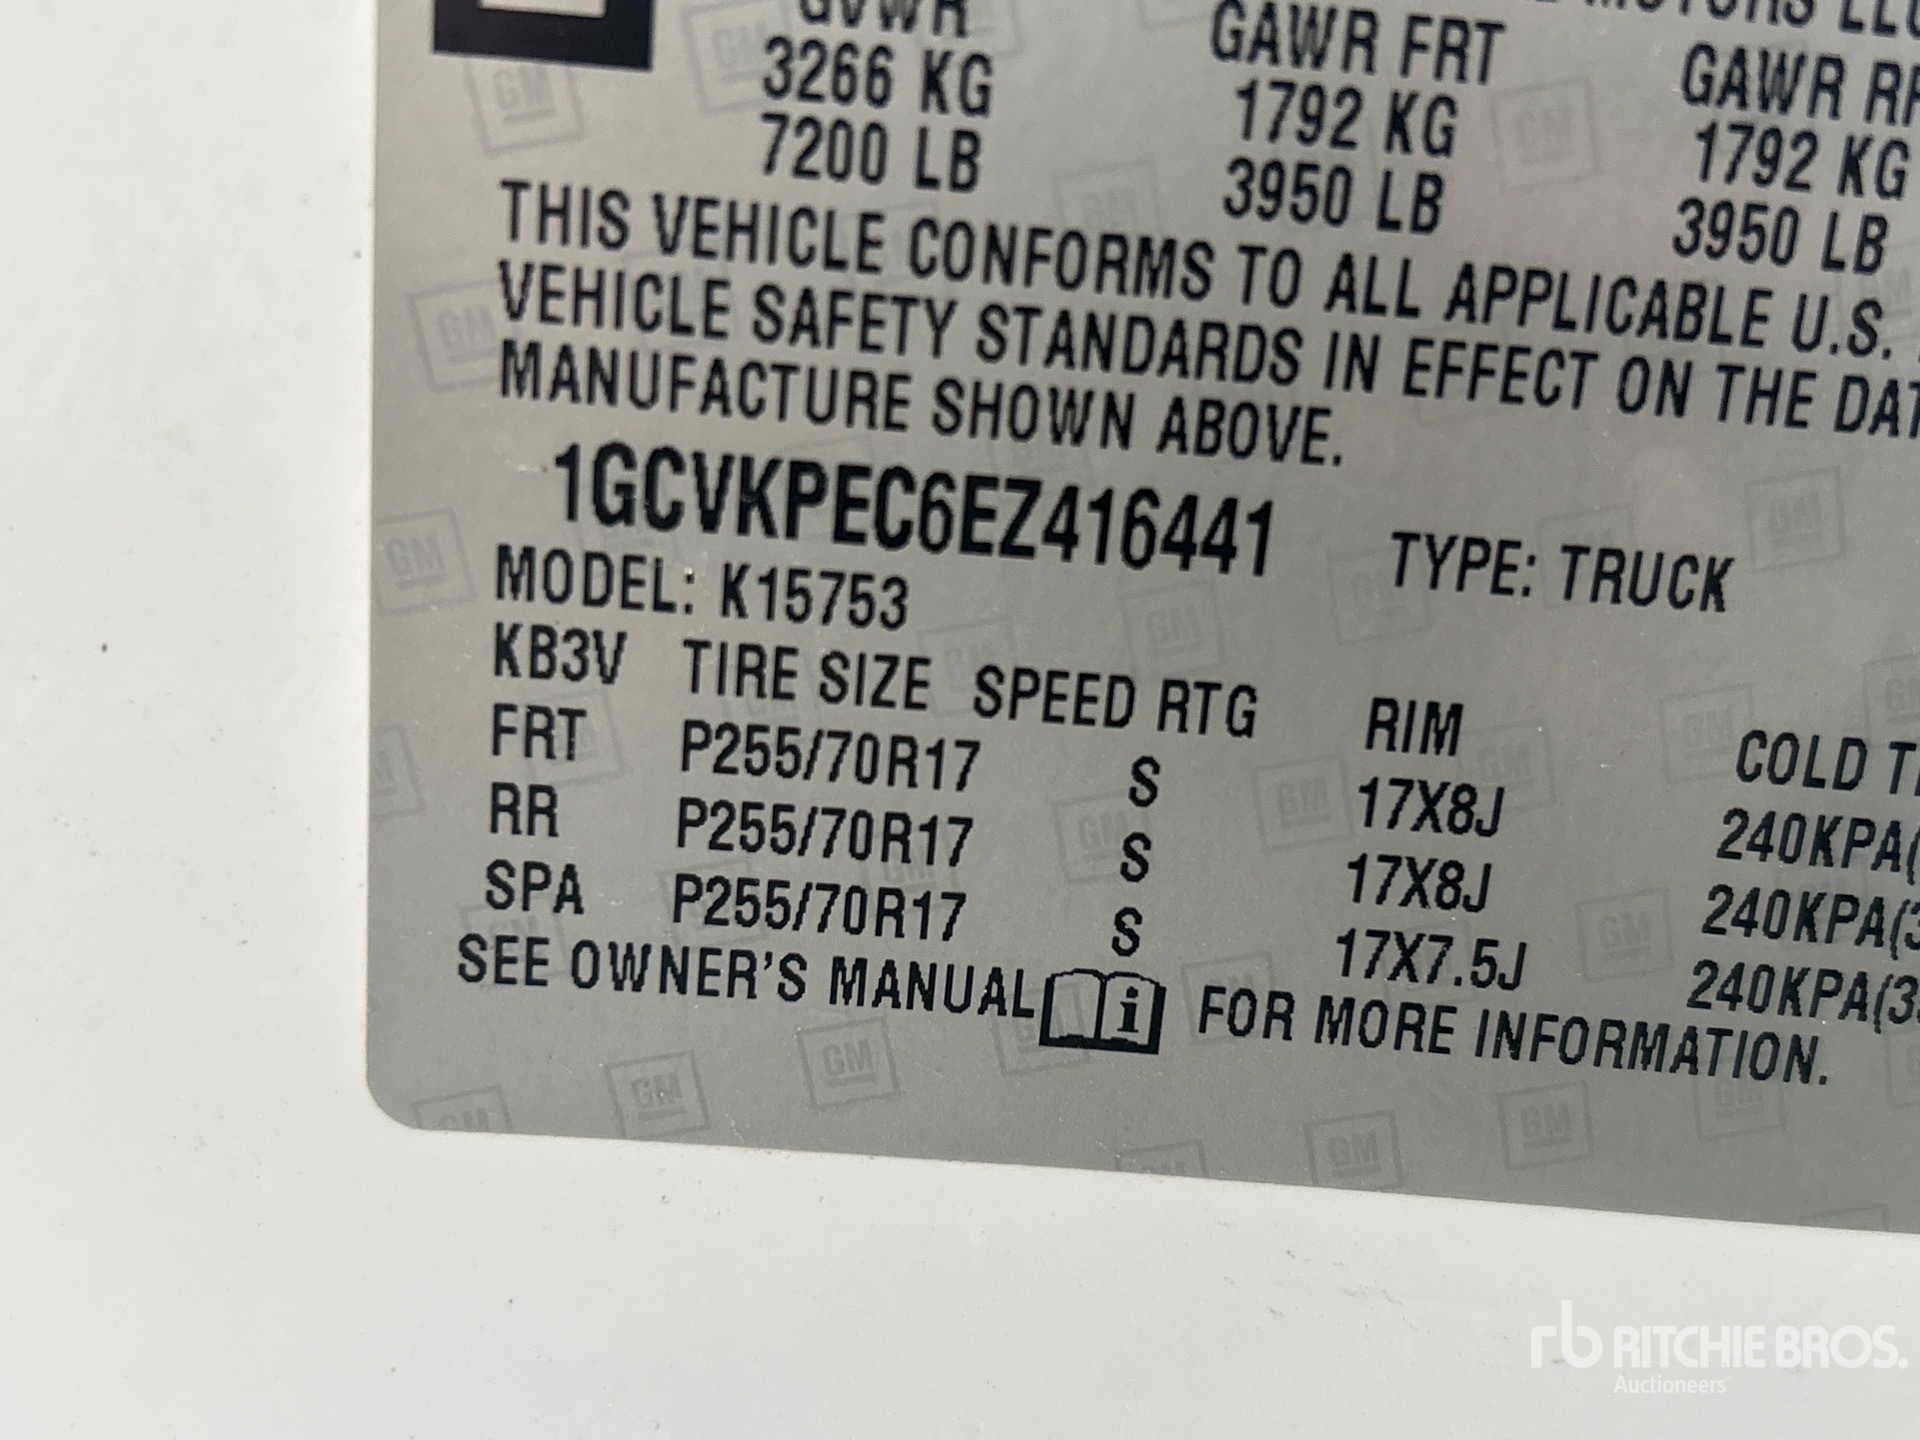 GVWR GAWR FRT GAWR
3266 KG 1792 KG 1792 KG
7200 LB 3950 LB 3950 LB
THIS VEHICLE CONFORMS TO ALL APPLICABLE U.S.
VEHICLE SAFETY STANDARDS IN EFFECT ON THE
MANUFACTURE SHOWN ABOVE.
1GCVKPEC6EZ416441 TYPE: TRUCK
MODEL: K15753
KB3V TIRE SIZE SPEED RTG RIM COLD
FRT P255/70R17 S 17X8J 240KPA(
RR P255/70R17 S 17X8J 240KPA(3
SPA P255/70R17 S 17X7.5J 240KPA(3
SEE OWNER'S MANUAL i FOR MORE INFORMATION.
rb RITCHIE BROS.
Auctioneers